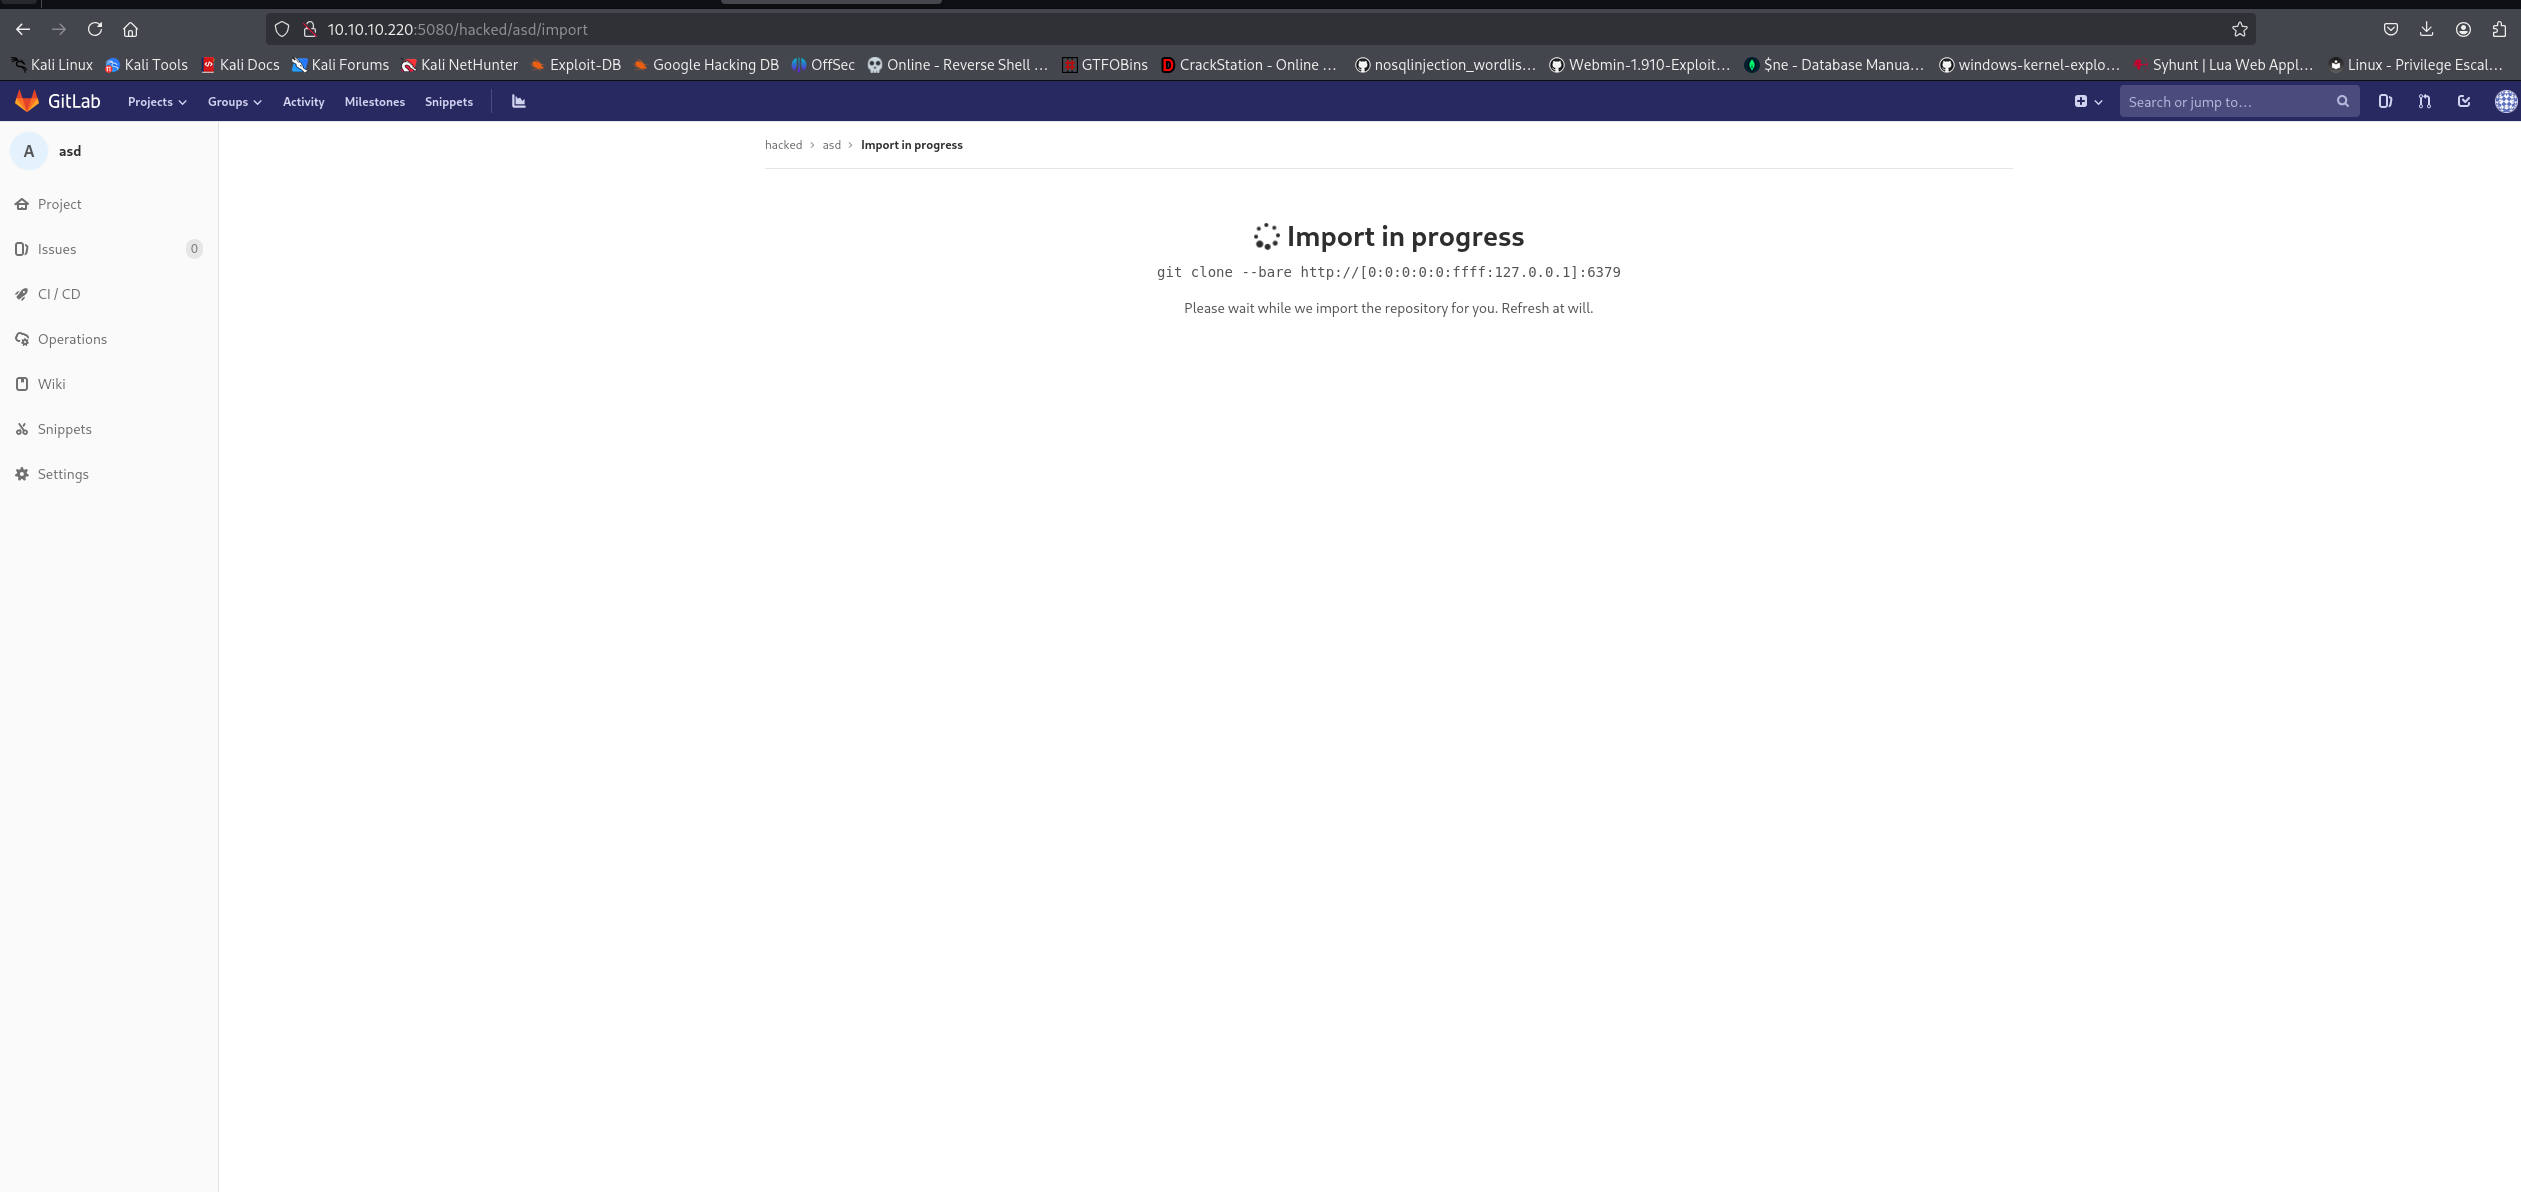 10.10.10.220:5080/hacked/asd/import
Kali Linux Kali Tools Kali Docs Kali Forums Kali NetHunter Exploit-DB Google Hacking DB OffSec Online - Reverse Shell ... GTFOBins CrackStation - Online ... nosqlinjection_wordlis... Webmin-1.910-Exploit... $ne - Database Manua... windows-kernel-explo... Syhunt | Lua Web Appl... Linux - Privilege Escal...
GitLab Projects Groups Activity Milestones Snippets Search or jump to...
A asd
hacked > asd > Import in progress
Project
Issues 0
CI / CD
Operations
Wiki
Snippets
Settings
Import in progress
git clone --bare http://[0:0:0:0:0:ffff:127.0.0.1]:6379
Please wait while we import the repository for you. Refresh at will.